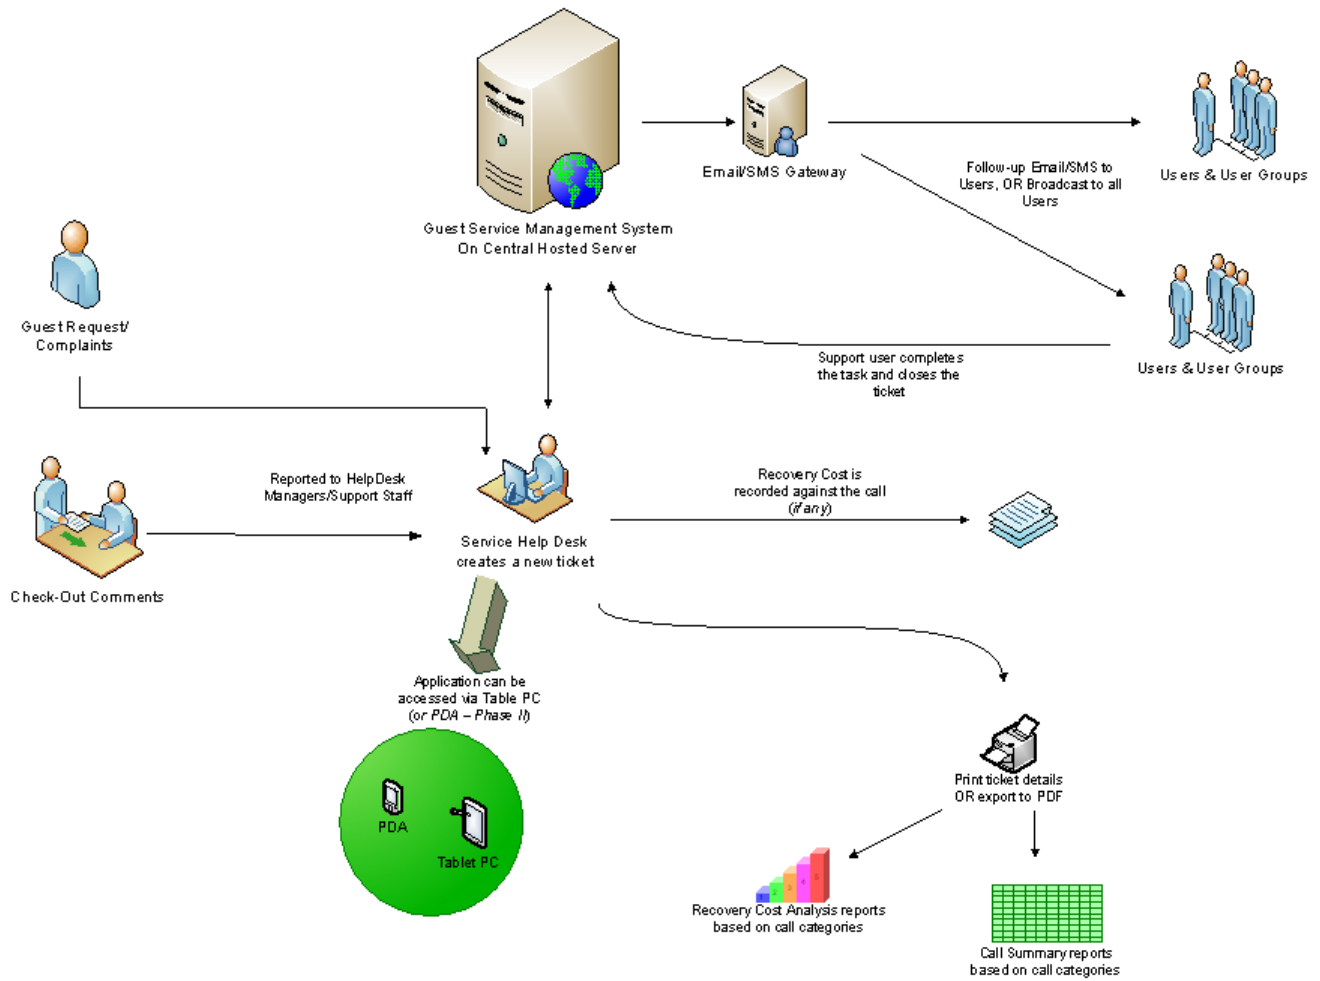 Email/SMS Gateway
Follow-up Email/SMS to
Users, OR Broadcast to all
Users
Users & User Groups
Guest Service Management System
On Central Hosted Server
Guest Request/
Complaints
Support user completes
the task and closes the
ticket
Users & User Groups
Reported to HelpDesk
Managers/Support Staff
Recovery Cost is
recorded against the call
(if any)
Service Help Desk
creates a new ticket
Check-Out Comments
Application can be
accessed via Table PC
(or PDA – Phase II)
PDA
Tablet PC
Print ticket details
OR export to PDF
1 2 3 4 5
Recovery Cost Analysis reports
based on call categories
Call Summary reports
based on call categories